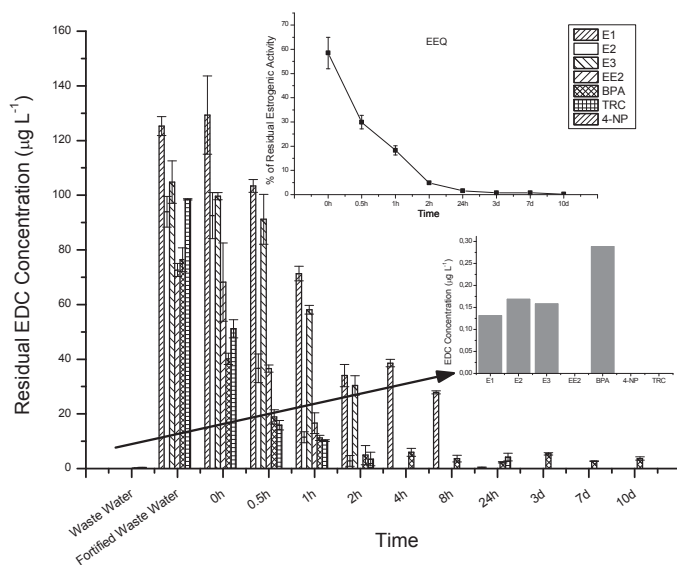 160
140
120
100
80
60
40
20
0
Residual EDC Concentration (µg L⁻¹)
Waste Water
Fortified Waste Water
0h
0.5h
1h
2h
4h
8h
24h
3d
7d
10d
Time
EEQ
70
60
50
40
30
20
10
0
% of Residual Estrogenic Activity
0h 0.5h 1h 2h 24h 3d 7d 10d
Time
E1
E2
E3
EE2
BPA
TRC
4-NP
0,30
0,25
0,20
0,15
0,10
0,05
0,00
EDC Concentration (µg L⁻¹)
E1 E2 E3 EE2 BPA 4-NP TRC